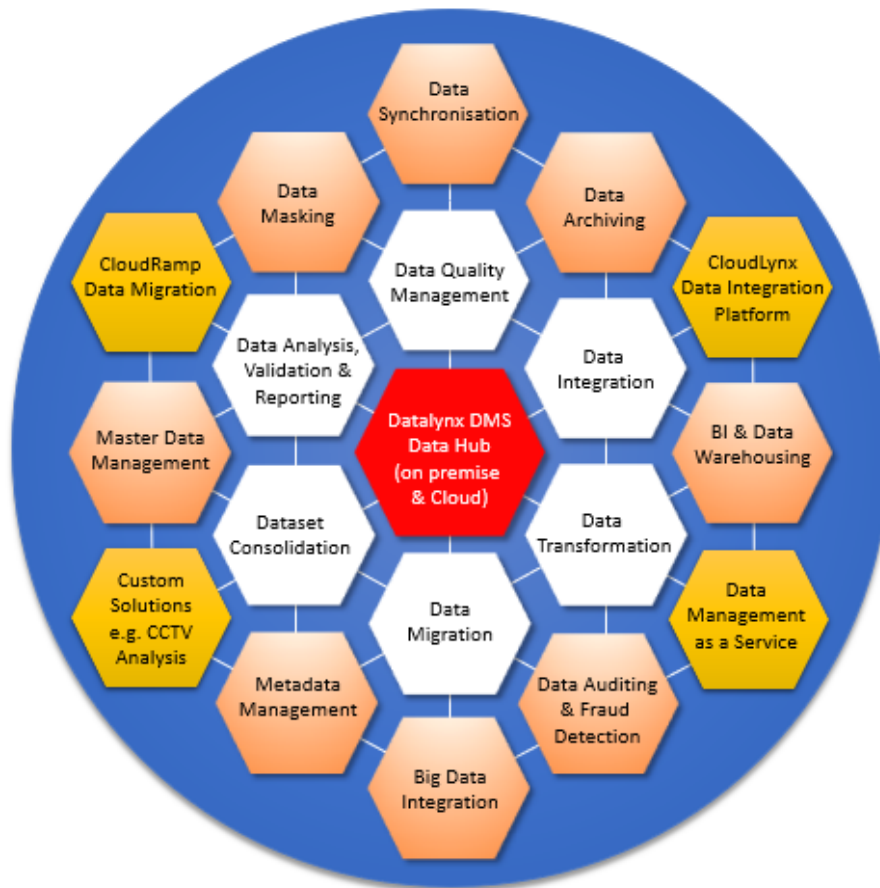 Data
Synchronisation
Data
Masking
Data
Archiving
CloudRamp
Data Migration
Data Quality
Management
CloudLynx
Data Integration
Platform
Data Analysis,
Validation &
Reporting
Data
Integration
Master Data
Management
Datalynx DMS
Data Hub
(on premise
& Cloud)
BI & Data
Warehousing
Dataset
Consolidation
Data
Transformation
Custom
Solutions
e.g. CCTV
Analysis
Data
Migration
Data
Management
as a Service
Metadata
Management
Data Auditing
& Fraud
Detection
Big Data
Integration